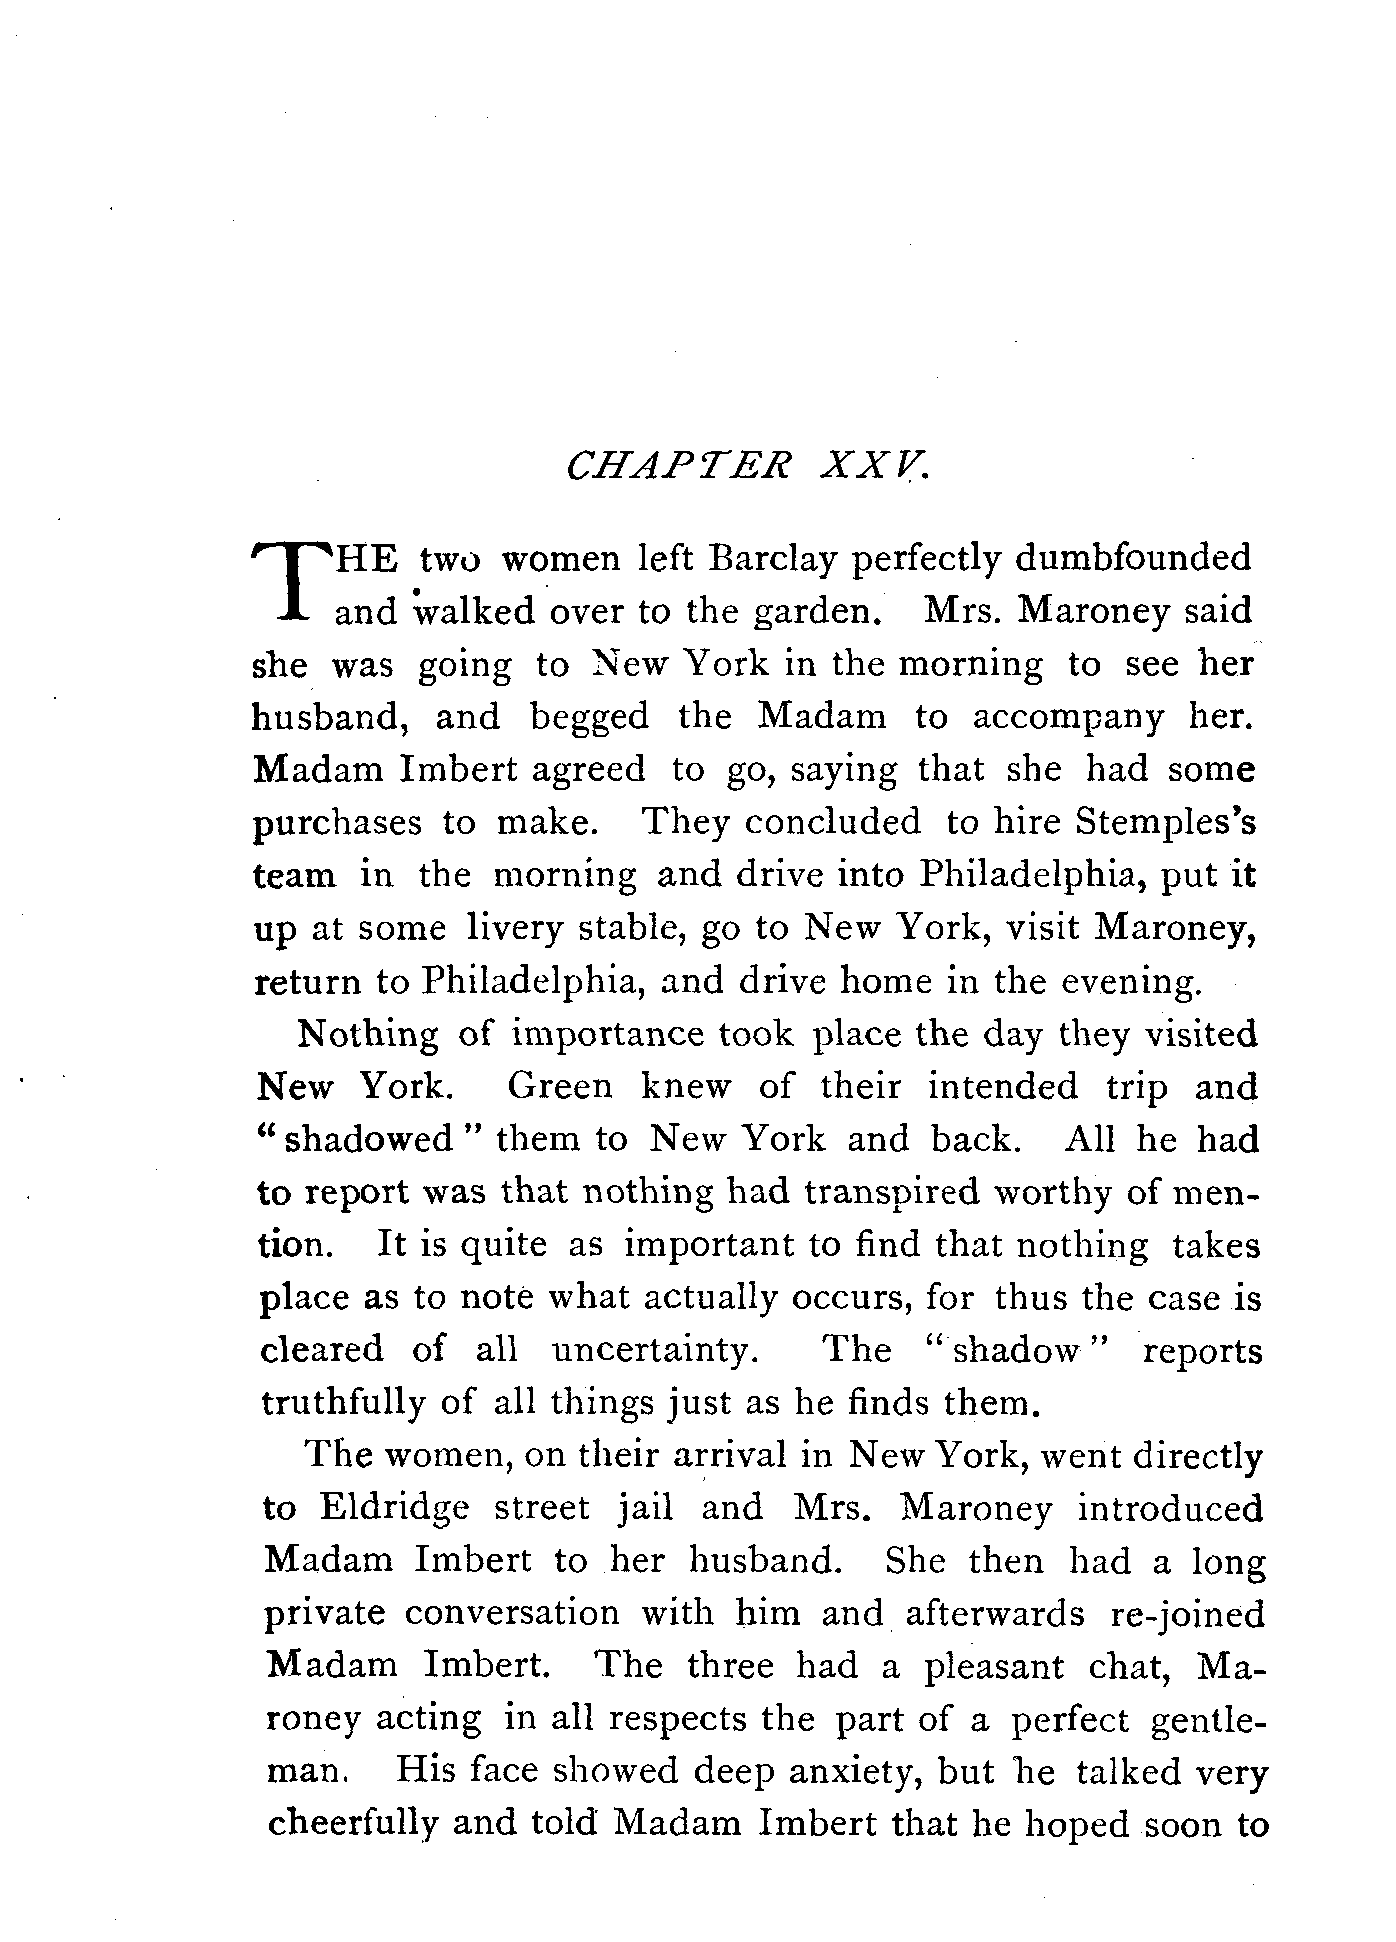 CHAPTER XXV.
THE two women left Barclay perfectly dumbfounded
and walked over to the garden. Mrs. Maroney said
she was going to New York in the morning to see her
husband, and begged the Madam to accompany her.
Madam Imbert agreed to go, saying that she had some
purchases to make. They concluded to hire Stemples's
team in the morning and drive into Philadelphia, put it
up at some livery stable, go to New York, visit Maroney,
return to Philadelphia, and drive home in the evening.
Nothing of importance took place the day they visited
New York. Green knew of their intended trip and
“shadowed” them to New York and back. All he had
to report was that nothing had transpired worthy of men-
tion. It is quite as important to find that nothing takes
place as to note what actually occurs, for thus the case is
cleared of all uncertainty. The “shadow” reports
truthfully of all things just as he finds them.
The women, on their arrival in New York, went directly
to Eldridge street jail and Mrs. Maroney introduced
Madam Imbert to her husband. She then had a long
private conversation with him and afterwards re-joined
Madam Imbert. The three had a pleasant chat, Ma-
roney acting in all respects the part of a perfect gentle-
man. His face showed deep anxiety, but he talked very
cheerfully and told Madam Imbert that he hoped soon to